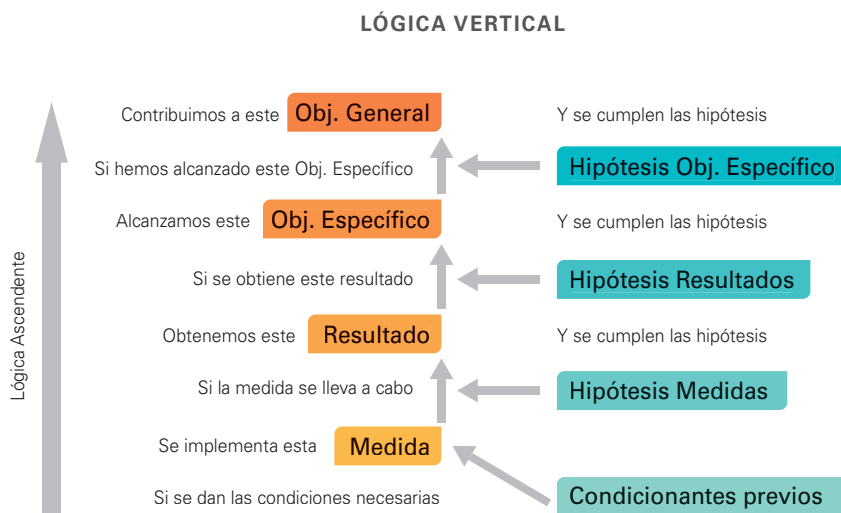 LÓGICA VERTICAL
Contribuimos a este Obj. General Y se cumplen las hipótesis
Si hemos alcanzado este Obj. Específico Hipótesis Obj. Específico
Alcanzamos este Obj. Específico Y se cumplen las hipótesis
Si se obtiene este resultado Hipótesis Resultados
Obtenemos este Resultado Y se cumplen las hipótesis
Si la medida se lleva a cabo Hipótesis Medidas
Se implementa esta Medida
Si se dan las condiciones necesarias Condicionantes previos
Lógica Ascendente